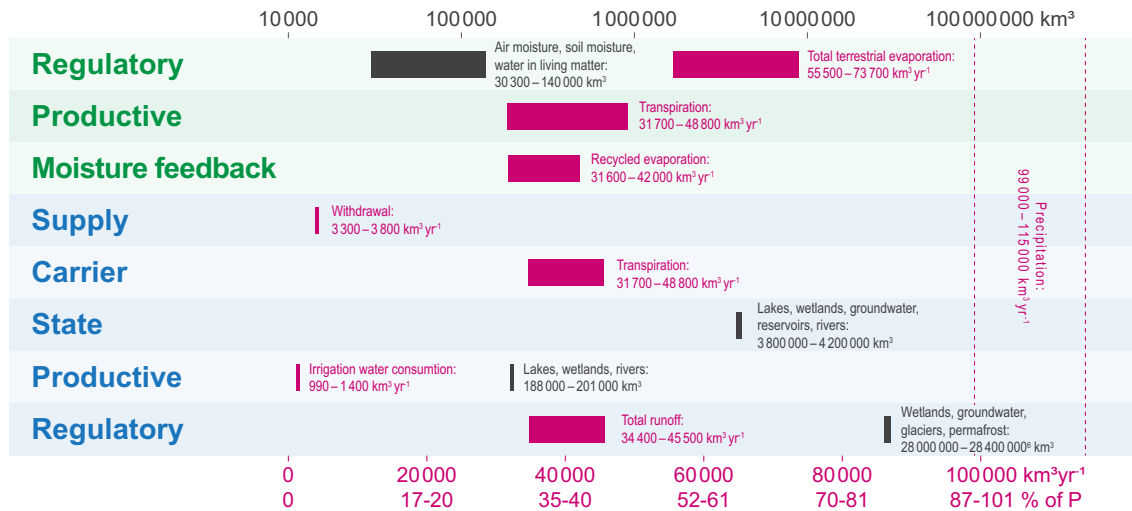 10 000 100 000 1000 000 10 000 000 100 000 000 km³
Regulatory
Air moisture, soil moisture,
water in living matter:
30 300 – 140 000 km³
Total terrestrial evaporation:
55 500 – 73 700 km³ yr⁻¹
Productive
Transpiration:
31 700 – 48 800 km³ yr⁻¹
Moisture feedback
Recycled evaporation:
31 600 – 42 000 km³ yr⁻¹
Supply
Withdrawal:
3 300 – 3 800 km³ yr⁻¹
Carrier
Transpiration:
31 700 – 48 800 km³ yr⁻¹
State
Lakes, wetlands, groundwater,
reservoirs, rivers:
3 800 000 – 4 200 000 km³
Productive
Irrigation water consumtion:
990 – 1 400 km³ yr⁻¹
Lakes, wetlands, rivers:
188 000 – 201 000 km³
Regulatory
Total runoff:
34 400 – 45 500 km³ yr⁻¹
Wetlands, groundwater,
glaciers, permafrost:
28 000 000 – 28 400 000⁶ km³
Precipitation:
99 000 – 115 000 km³ yr⁻¹
0 20 000 40 000 60 000 80 000 100 000 km³yr⁻¹
0 17-20 35-40 52-61 70-81 87-101 % of P